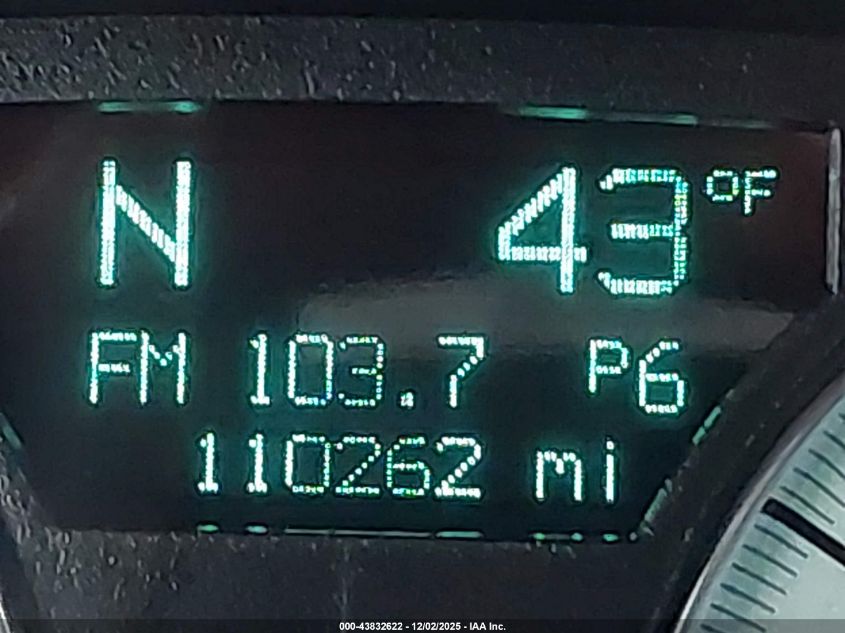 N 43 °F
FM 103.7 P6
110262 mi
000-43832622 - 12/02/2025 - IAA Inc.